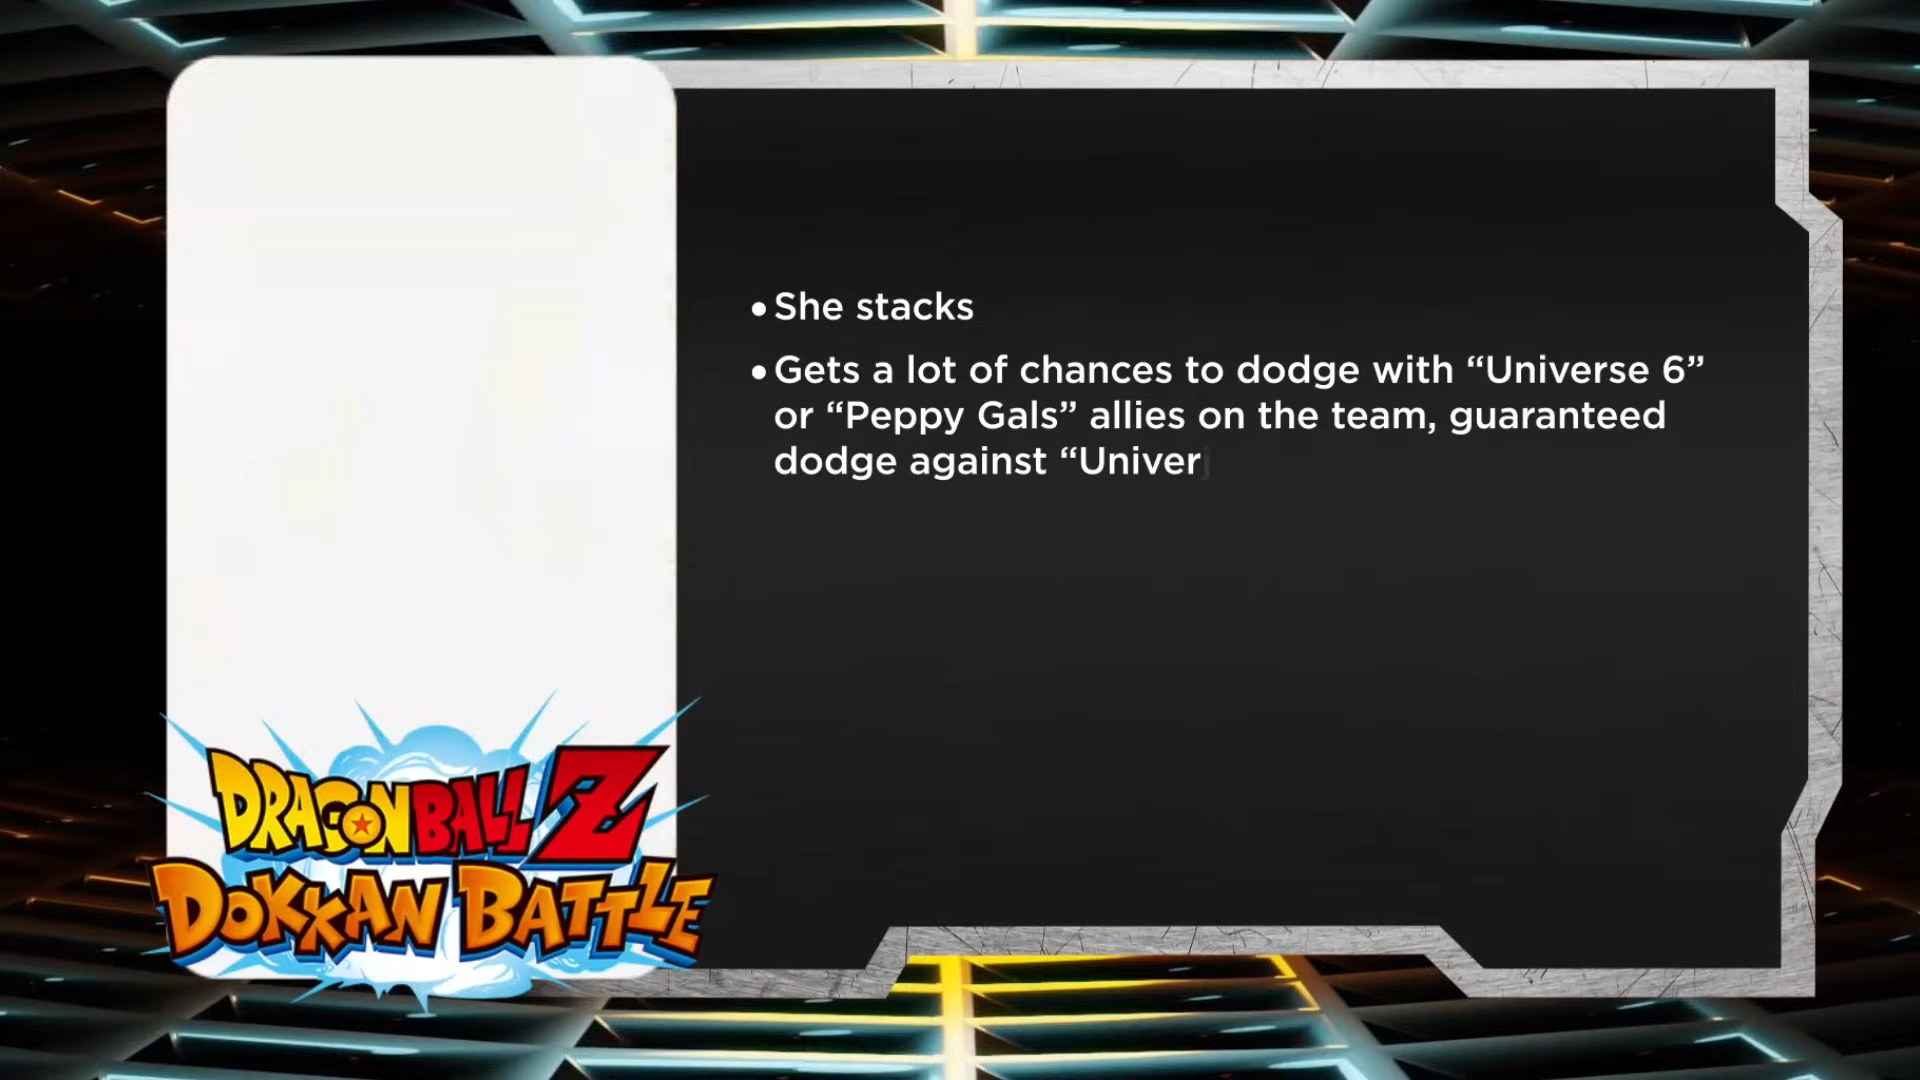 • She stacks
• Gets a lot of chances to dodge with “Universe 6”
or “Peppy Gals” allies on the team, guaranteed
dodge against “Univer
DRAGON BALL Z
DOKKAN BATTLE